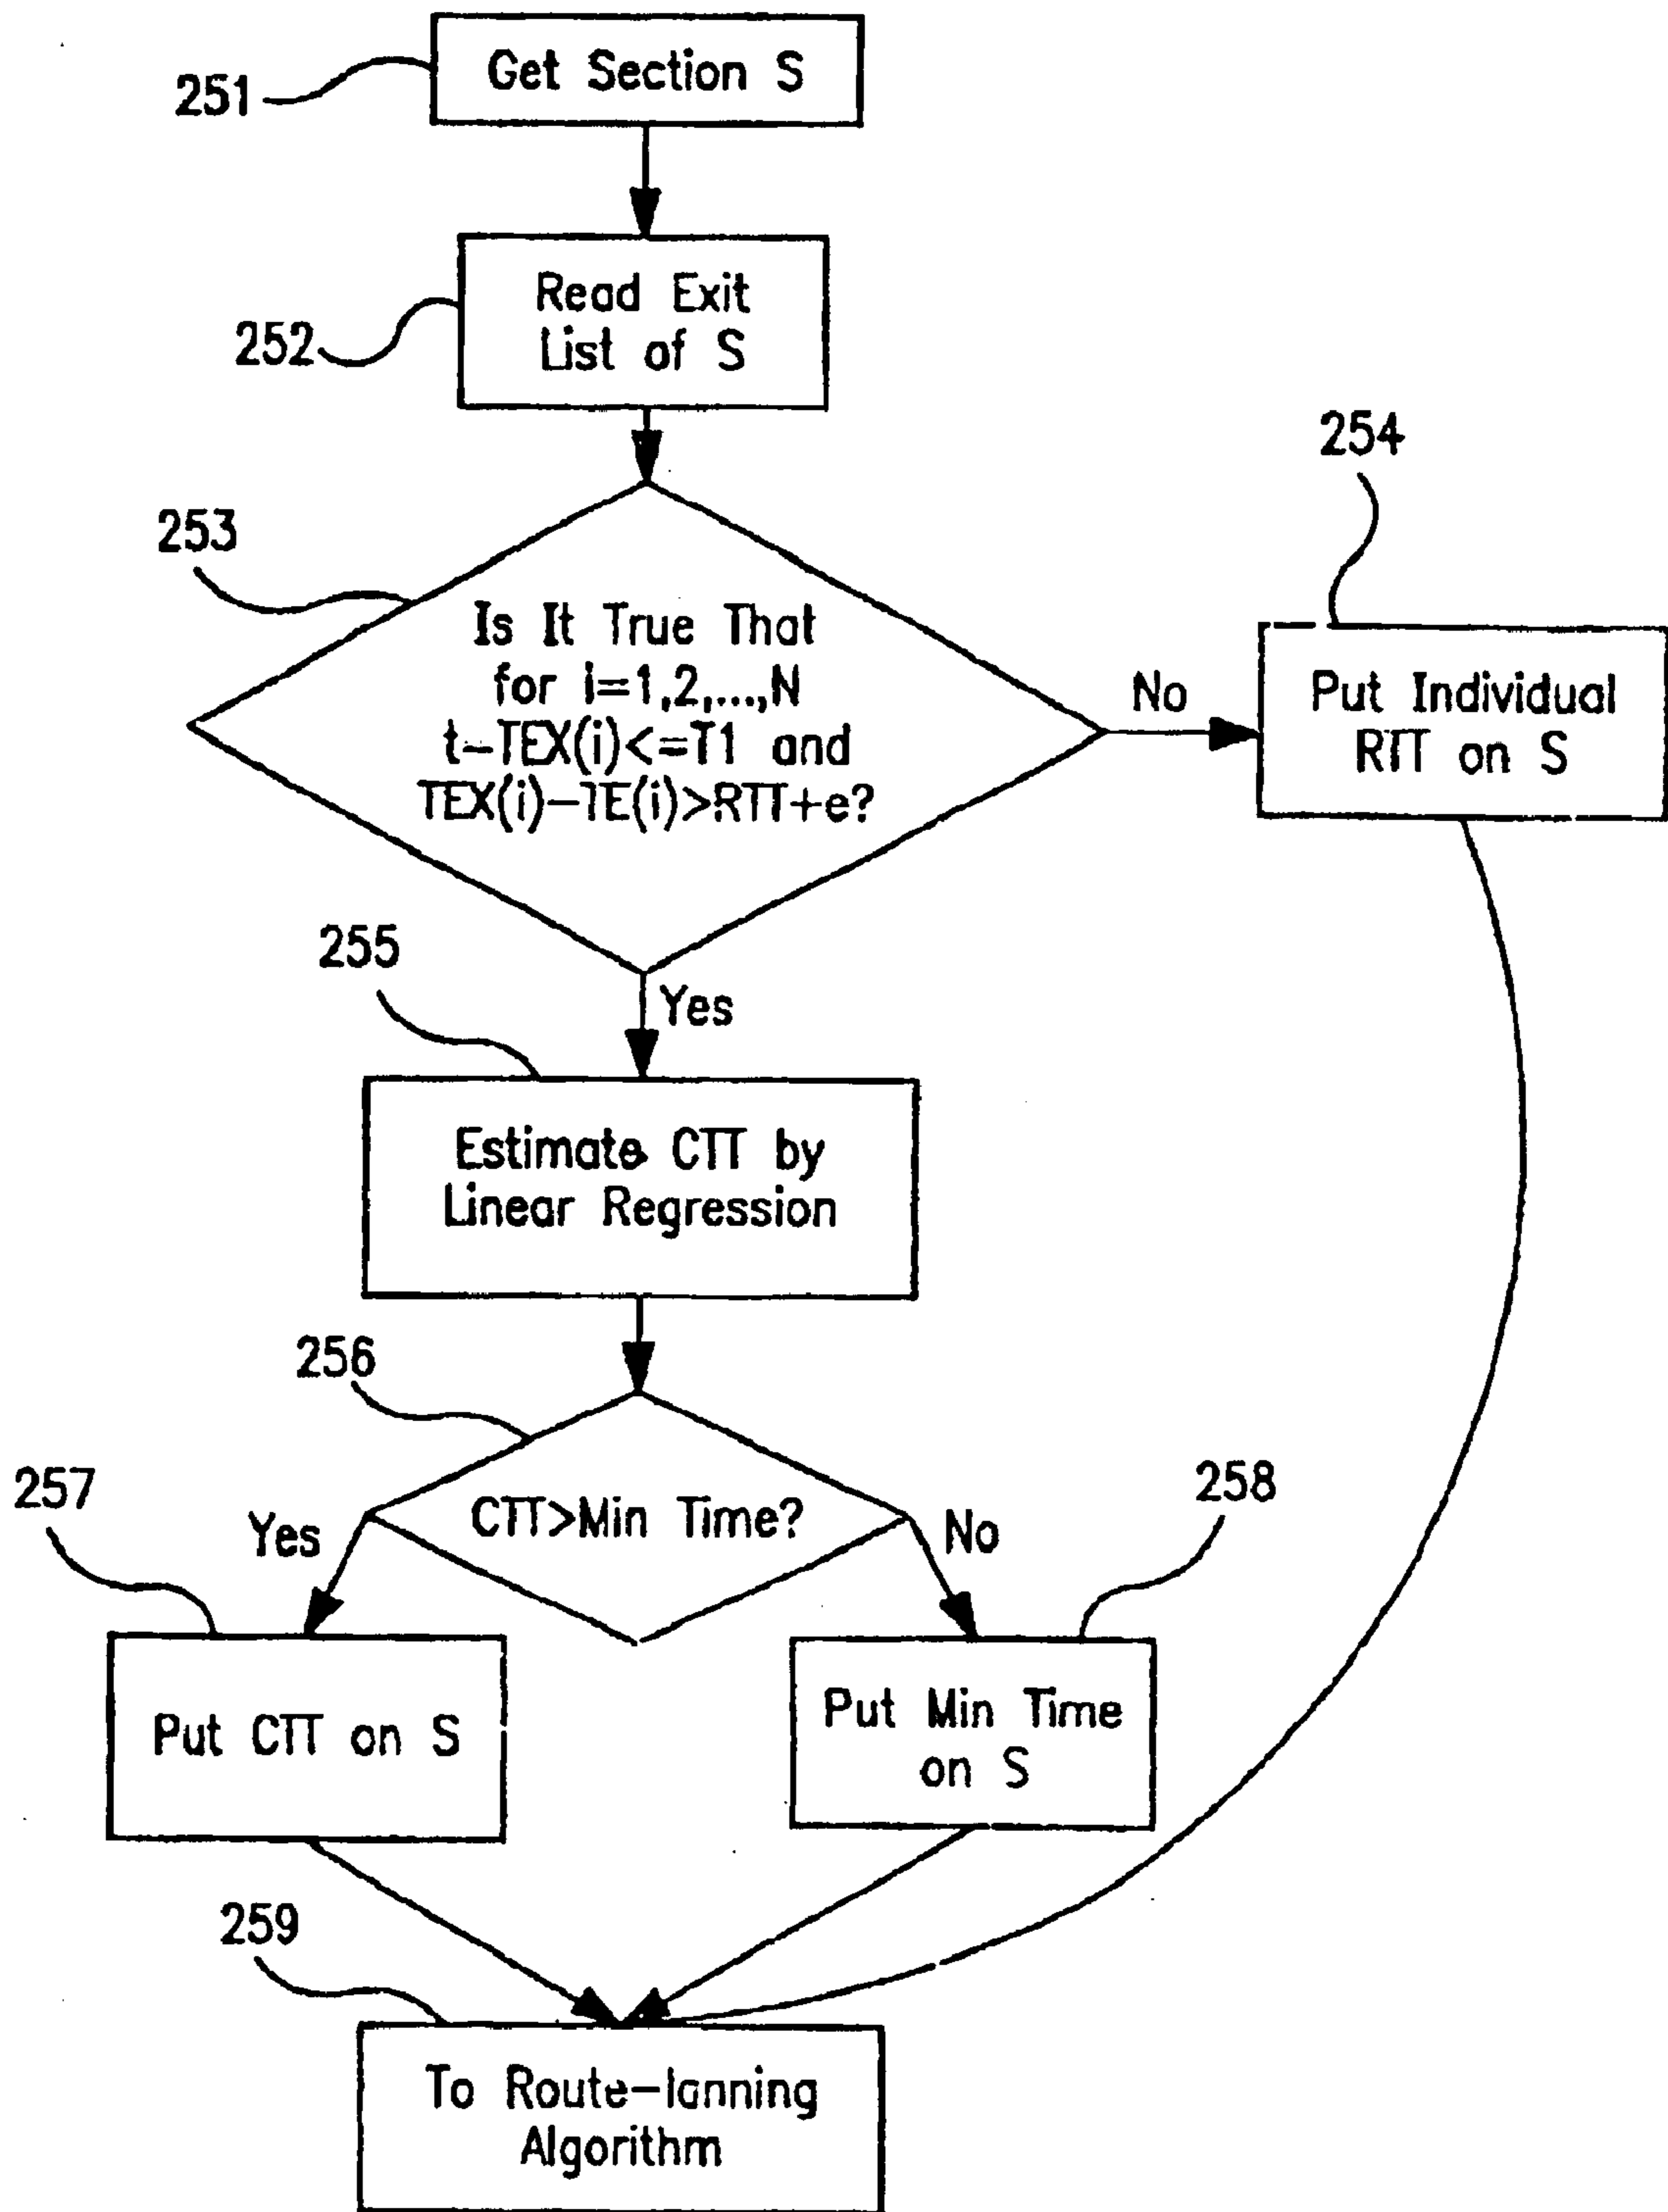 251
Get Section S
252
Read Exit
List of S
253
Is It True That
for i=1,2,...,N
t-TEX(i)<=T1 and
TEX(i)-TE(i)>RTT+e?
No
254
Put Individual
RTT on S
Yes
255
Estimate CTT by
Linear Regression
256
CTT>Min Time?
Yes
No
257
Put CTT on S
258
Put Min Time
on S
259
To Route-lanning
Algorithm